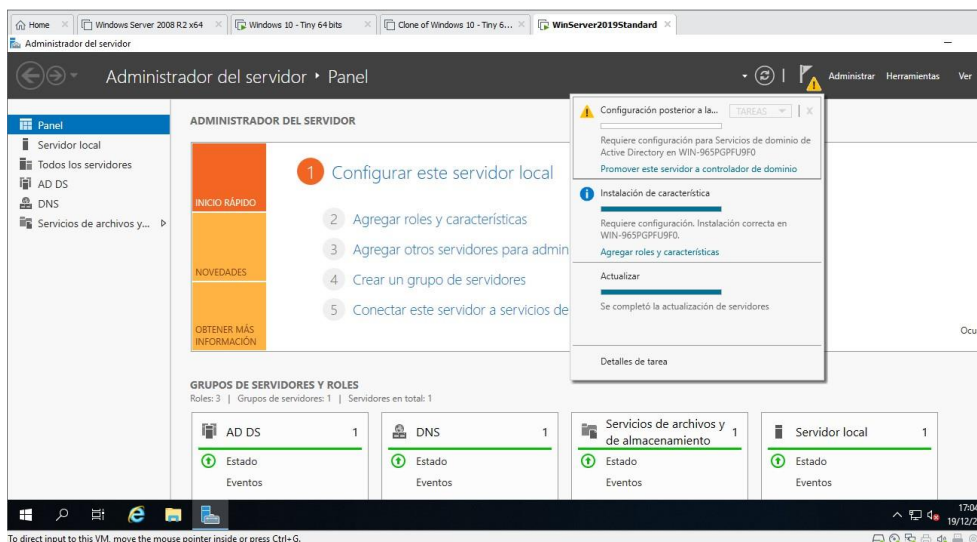 Home
Windows Server 2008 R2 x64
Windows 10 - Tiny 64 bits
Clone of Windows 10 - Tiny 6...
WinServer2019Standard
Administrador del servidor
Administrador del servidor ‣ Panel
Administrar Herramientas Ver
Panel
Servidor local
Todos los servidores
AD DS
DNS
Servicios de archivos y...
ADMINISTRADOR DEL SERVIDOR
INICIO RÁPIDO
NOVEDADES
OBTENER MÁS
INFORMACIÓN
1 Configurar este servidor local
2 Agregar roles y características
3 Agregar otros servidores para admin
4 Crear un grupo de servidores
5 Conectar este servidor a servicios de
Configuración posterior a la... TAREAS X
Requiere configuración para Servicios de dominio de
Active Directory en WIN-965PGPFU9F0
Promover este servidor a controlador de dominio
Instalación de característica
Requiere configuración. Instalación correcta en
WIN-965PGPFU9F0.
Agregar roles y características
Actualizar
Se completó la actualización de servidores
Detalles de tarea
Ocu
GRUPOS DE SERVIDORES Y ROLES
Roles: 3 | Grupos de servidores: 1 | Servidores en total: 1
AD DS 1
Estado
Eventos
DNS 1
Estado
Eventos
Servicios de archivos y
de almacenamiento 1
Estado
Eventos
Servidor local 1
Estado
Eventos
17:04
19/12/2
To direct input to this VM, move the mouse pointer inside or press Ctrl+G.